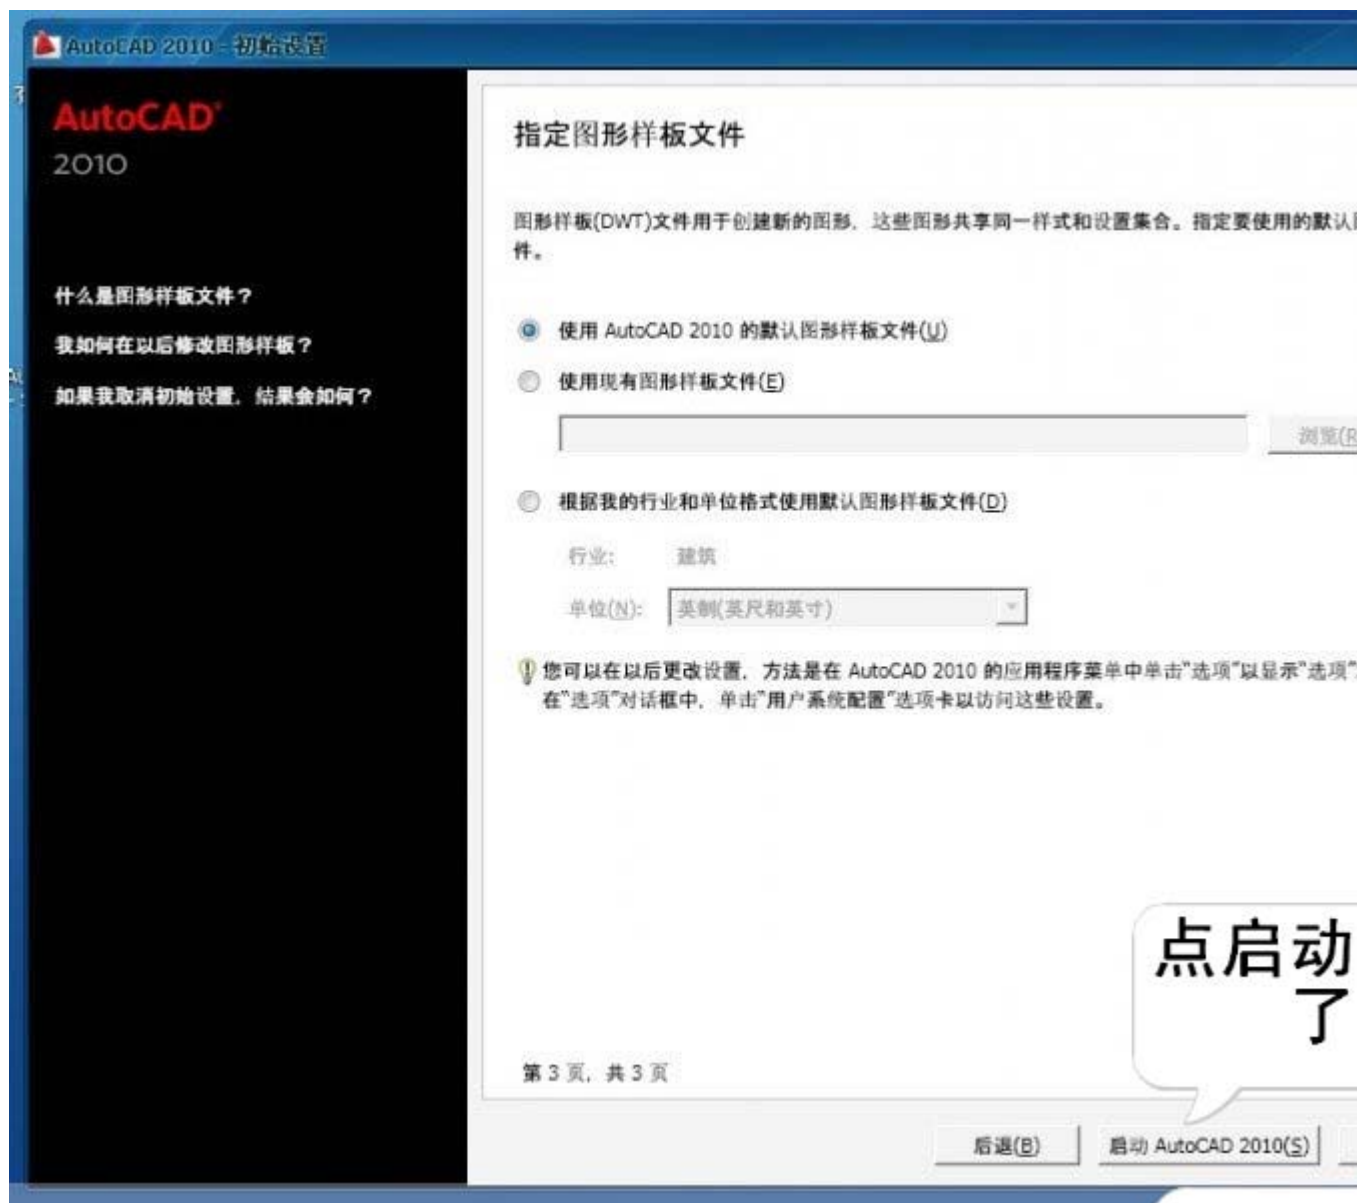 AutoCAD 2010 - 初始设置
AutoCAD
2010
什么是图形样板文件？
我如何在以后修改图形样板？
如果我取消初始设置，结果会如何？
指定图形样板文件
图形样板(DWT)文件用于创建新的图形，这些图形共享同一样式和设置集合。指定要使用的默认
件。
使用 AutoCAD 2010 的默认图形样板文件(U)
使用现有图形样板文件(E)
浏览(R
根据我的行业和单位格式使用默认图形样板文件(D)
行业: 建筑
单位(N): 英制(英尺和英寸)
您可以在以后更改设置，方法是在 AutoCAD 2010 的应用程序菜单中单击"选项"以显示"选项"
在"选项"对话框中，单击"用户系统配置"选项卡以访问这些设置。
点启动
了
第 3 页，共 3 页
后退(B) 启动 AutoCAD 2010(S)